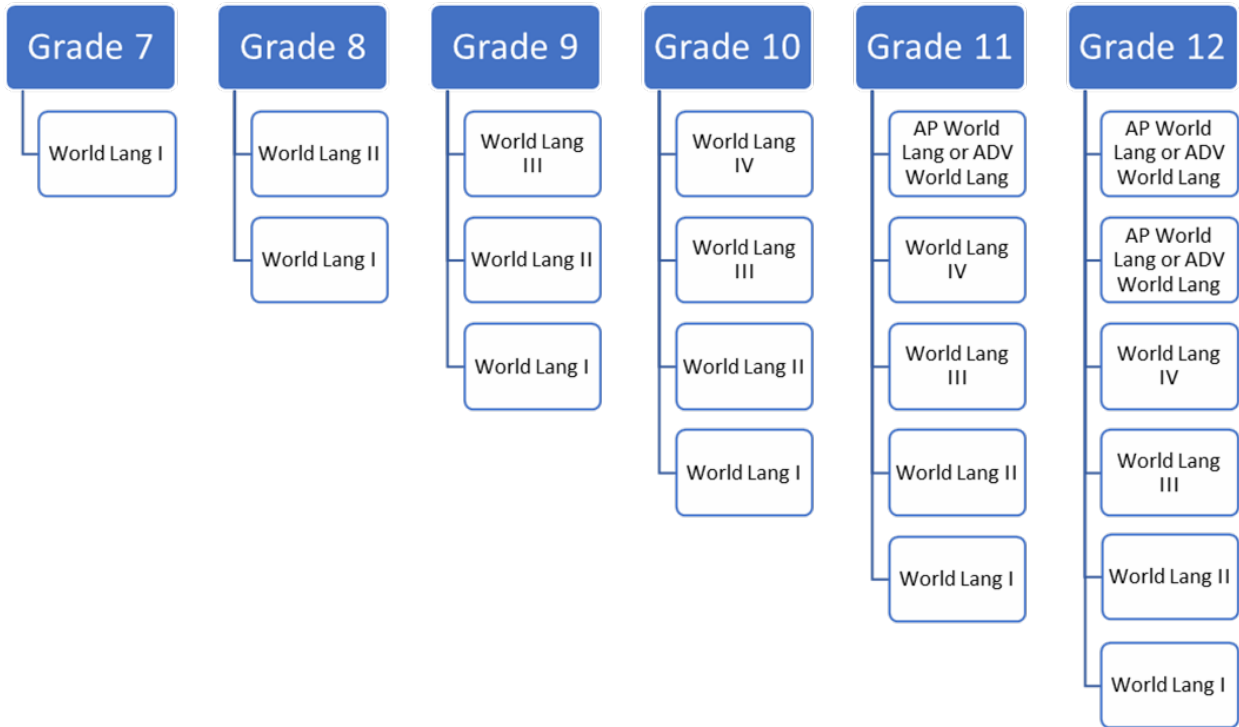 Grade 7
World Lang I
Grade 8
World Lang II
World Lang I
Grade 9
World Lang
III
World Lang II
World Lang I
Grade 10
World Lang
IV
World Lang
III
World Lang II
World Lang I
Grade 11
AP World
Lang or ADV
World Lang
World Lang
IV
World Lang
III
World Lang II
World Lang I
Grade 12
AP World
Lang or ADV
World Lang
AP World
Lang or ADV
World Lang
World Lang
IV
World Lang
III
World Lang II
World Lang I